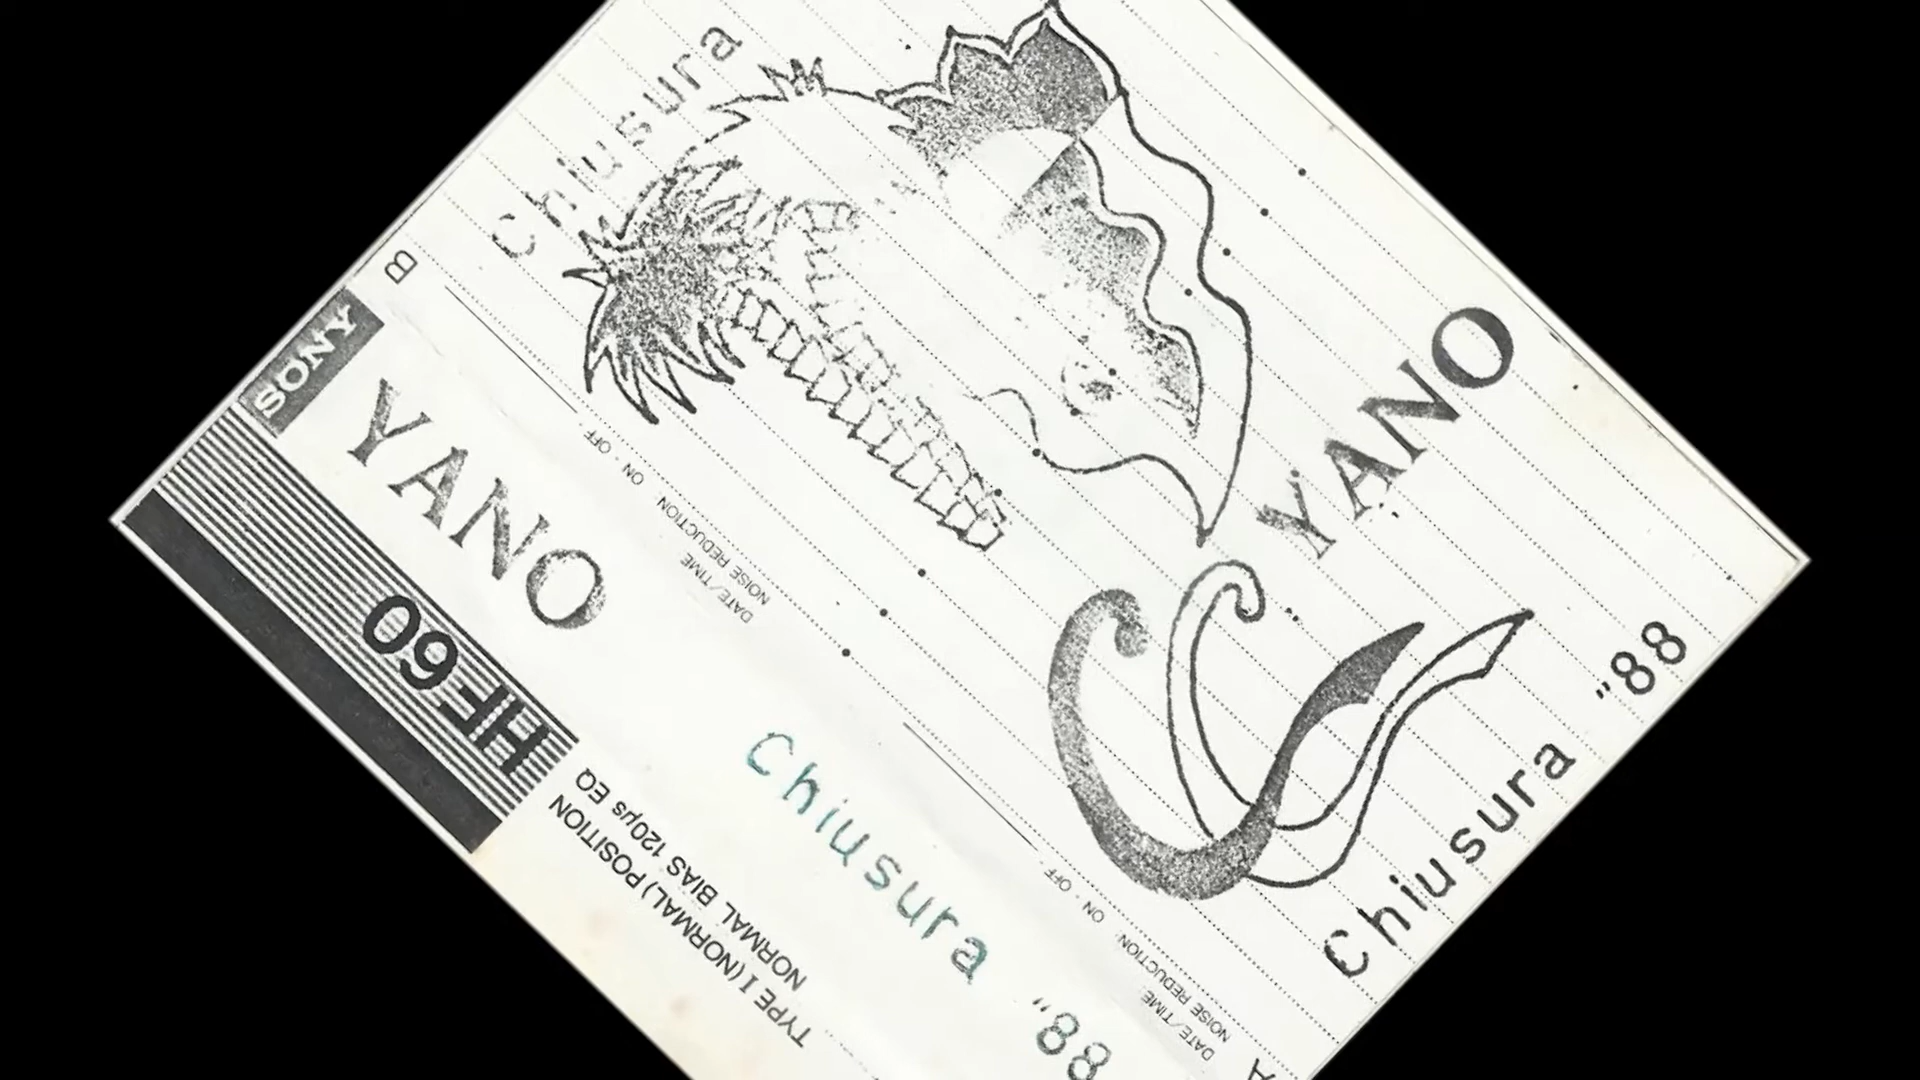 Chiusura
B
SONY
YANO
HF60
TYPE I (NORMAL) POSITION
NORMAL BIAS 120µs EQ
Chiusura "88
DATE/TIME
NOISE REDUCTION ON · OFF
DATE/TIME
NOISE REDUCTION ON · OFF
A
YANO
Chiusura "88